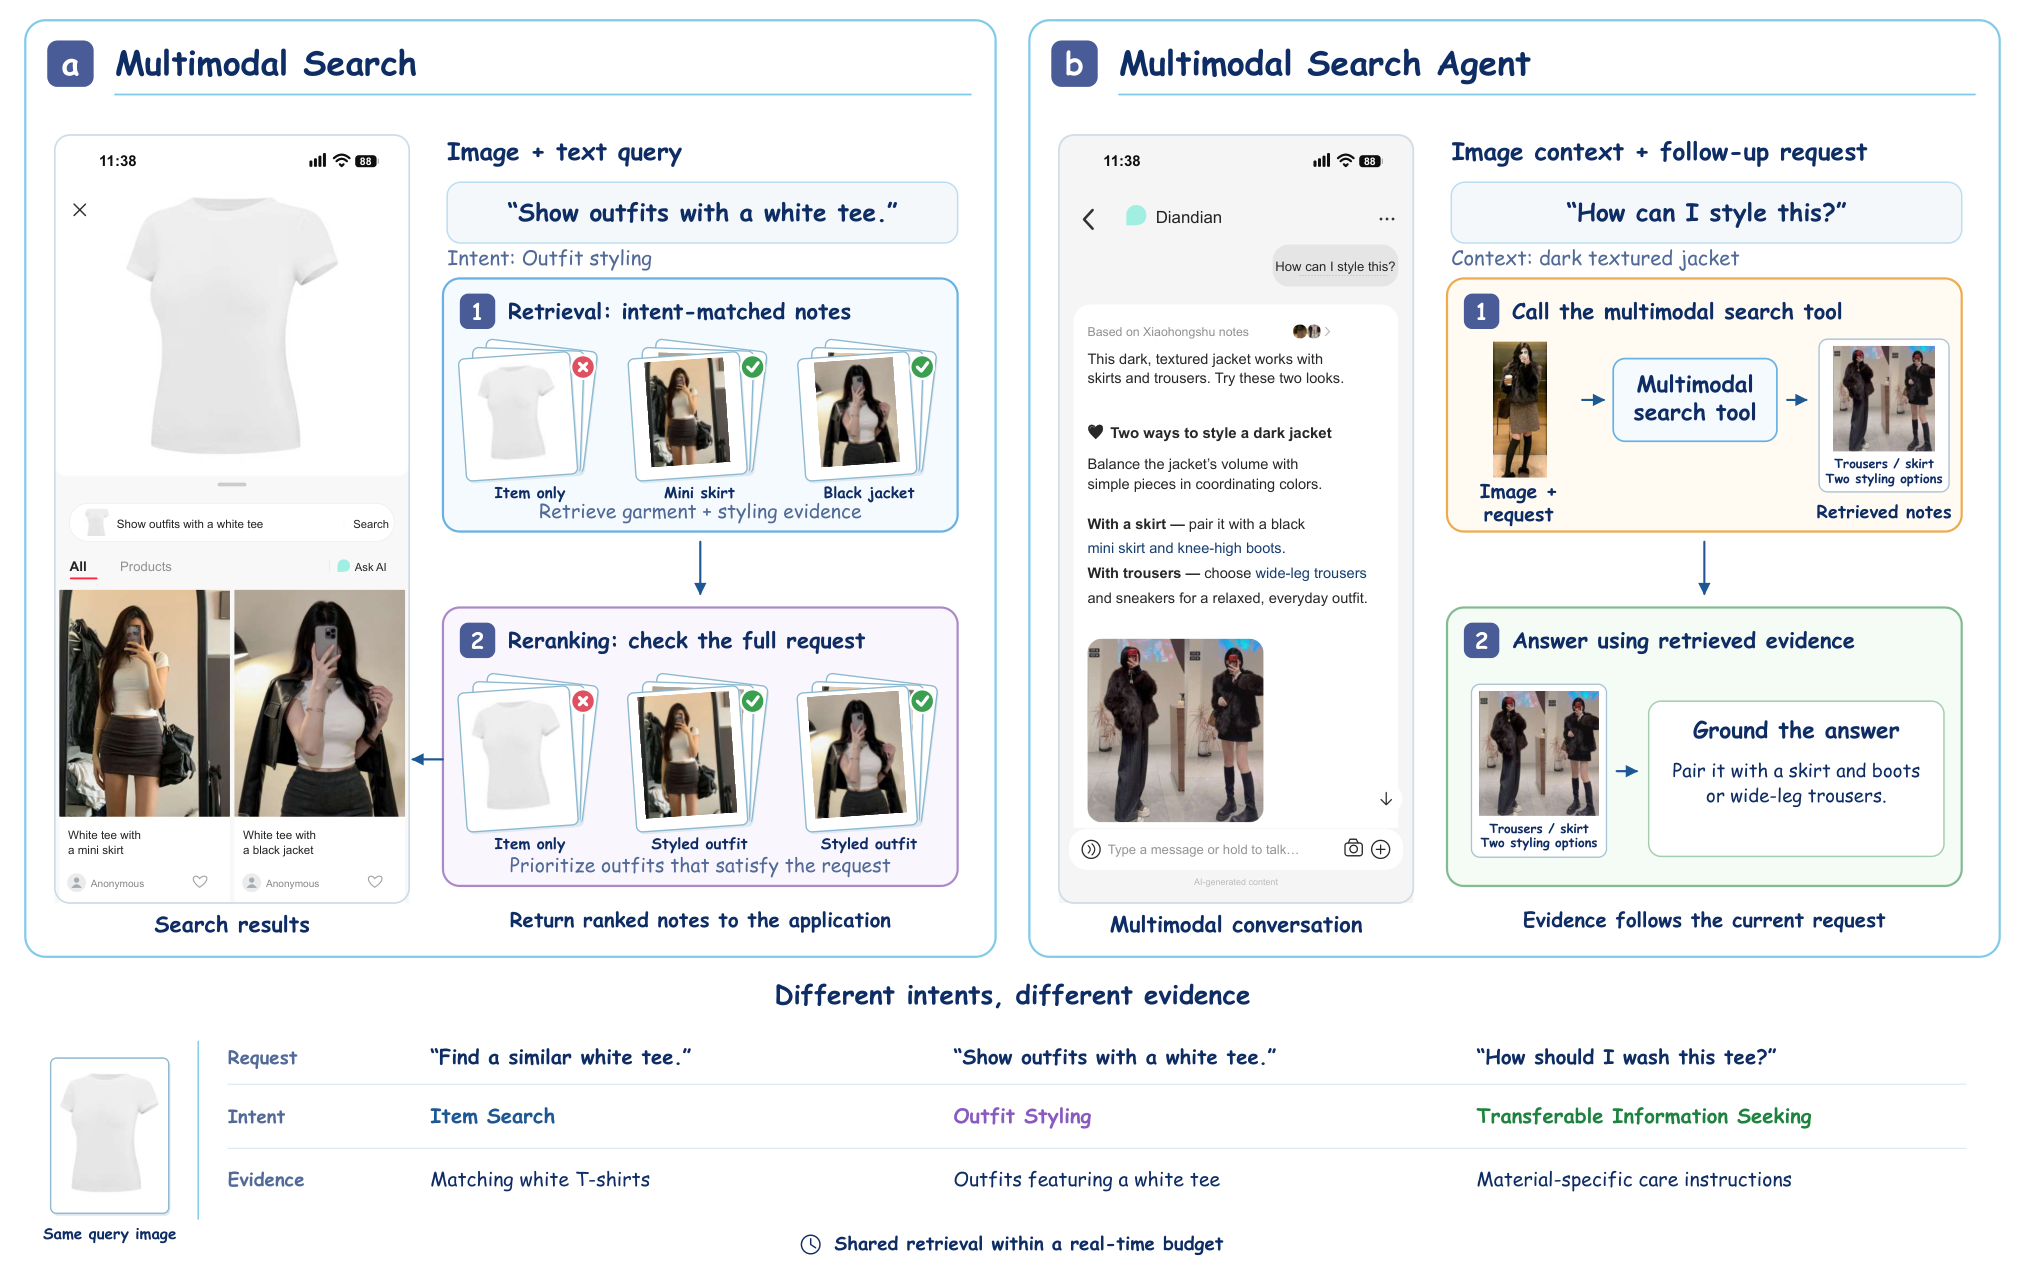 a
Multimodal Search
11:38
88
Show outfits with a white tee
Search
All
Products
Ask AI
White tee with
a mini skirt
Anonymous
White tee with
a black jacket
Anonymous
Search results
Image + text query
“Show outfits with a white tee.”
Intent: Outfit styling
1
Retrieval: intent-matched notes
Item only
Mini skirt
Black jacket
Retrieve garment + styling evidence
2
Reranking: check the full request
Item only
Styled outfit
Styled outfit
Prioritize outfits that satisfy the request
Return ranked notes to the application
b
Multimodal Search Agent
11:38
88
Diandian
How can I style this?
Based on Xiaohongshu notes
This dark, textured jacket works with
skirts and trousers. Try these two looks.
Two ways to style a dark jacket
Balance the jacket’s volume with
simple pieces in coordinating colors.
With a skirt — pair it with a black
mini skirt and knee-high boots.
With trousers — choose wide-leg trousers
and sneakers for a relaxed, everyday outfit.
Type a message or hold to talk...
AI-generated content
Multimodal conversation
Image context + follow-up request
“How can I style this?”
Context: dark textured jacket
1
Call the multimodal search tool
Image +
request
Multimodal
search tool
Trousers / skirt
Two styling options
Retrieved notes
2
Answer using retrieved evidence
Trousers / skirt
Two styling options
Ground the answer
Pair it with a skirt and boots
or wide-leg trousers.
Evidence follows the current request
Different intents, different evidence
Same query image
Request
“Find a similar white tee.”
“Show outfits with a white tee.”
“How should I wash this tee?”
Intent
Item Search
Outfit Styling
Transferable Information Seeking
Evidence
Matching white T-shirts
Outfits featuring a white tee
Material-specific care instructions
Shared retrieval within a real-time budget